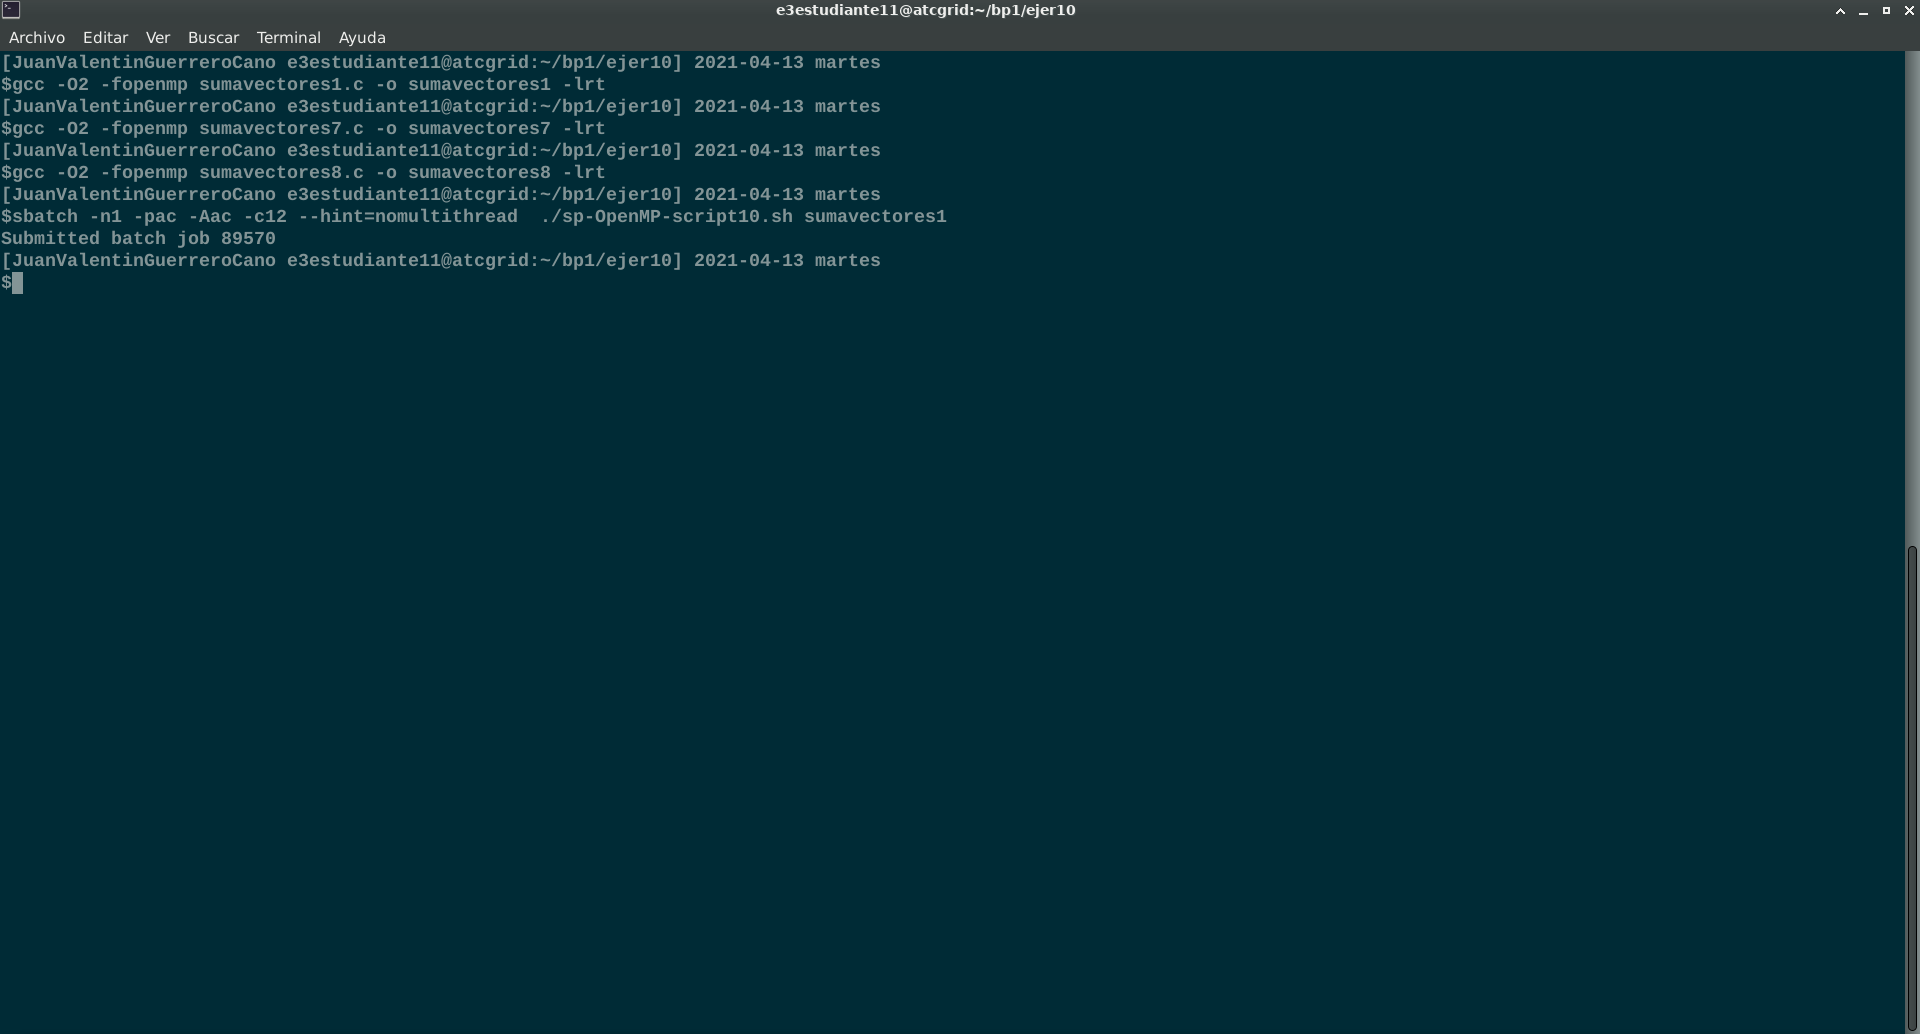 e3estudiante11@atcgrid:~/bp1/ejer10
Archivo Editar Ver Buscar Terminal Ayuda
[JuanValentinGuerreroCano e3estudiante11@atcgrid:~/bp1/ejer10] 2021-04-13 martes
$gcc -O2 -fopenmp sumavectores1.c -o sumavectores1 -lrt
[JuanValentinGuerreroCano e3estudiante11@atcgrid:~/bp1/ejer10] 2021-04-13 martes
$gcc -O2 -fopenmp sumavectores7.c -o sumavectores7 -lrt
[JuanValentinGuerreroCano e3estudiante11@atcgrid:~/bp1/ejer10] 2021-04-13 martes
$gcc -O2 -fopenmp sumavectores8.c -o sumavectores8 -lrt
[JuanValentinGuerreroCano e3estudiante11@atcgrid:~/bp1/ejer10] 2021-04-13 martes
$sbatch -n1 -pac -Aac -c12 --hint=nomultithread  ./sp-OpenMP-script10.sh sumavectores1
Submitted batch job 89570
[JuanValentinGuerreroCano e3estudiante11@atcgrid:~/bp1/ejer10] 2021-04-13 martes
$